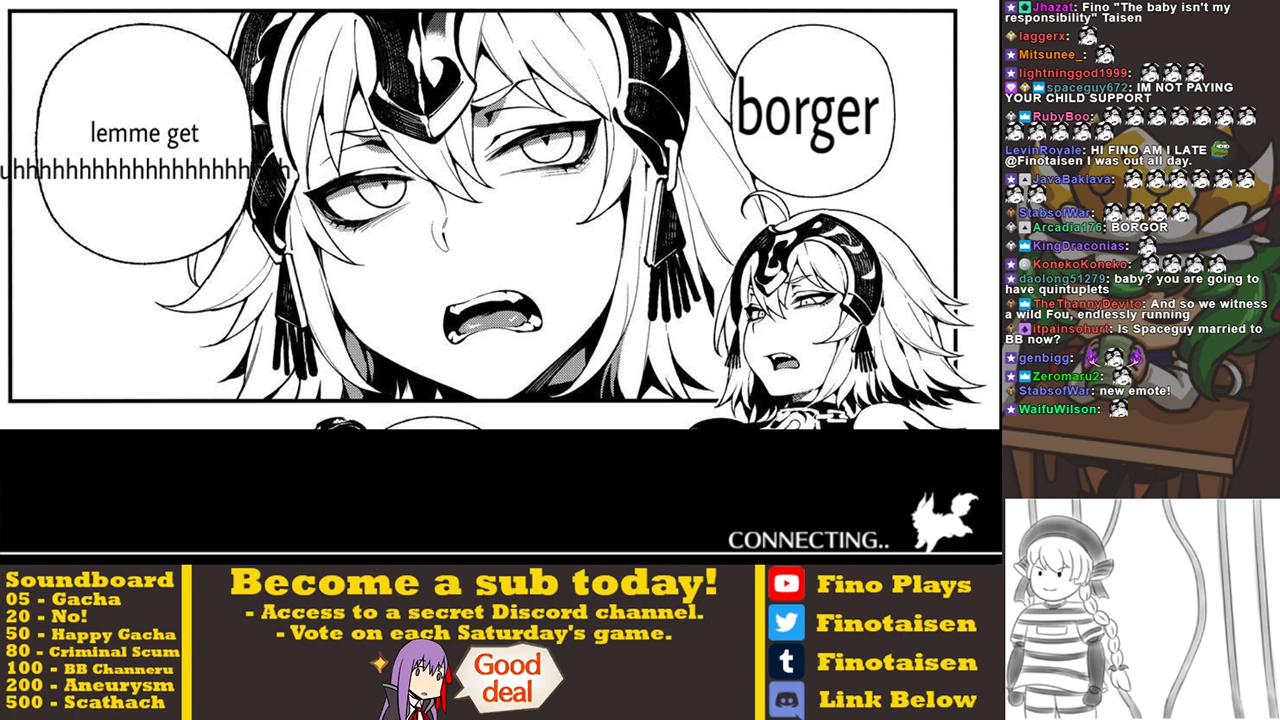 lemme get
uhhhhhhhhhhhhhhhhhhhhhh
borger
CONNECTING..
Jhazat: Fino "The baby isn't my
responsibility" Taisen
laggerx:
Mitsunee_:
lightninggod1999:
spaceguy672: IM NOT PAYING
YOUR CHILD SUPPORT
RubyBoo:
LevinRoyale: HI FINO AM I LATE
@Finotaisen I was out all day.
JavaBaklava:
StabsofWar:
Arcadia176: BORGOR
KingDraconias:
KonekoKoneko:
daolong51279: baby? you are going to
have quintuplets
TheThannyDevito: And so we witness
a wild Fou, endlessly running
itpainsohurt: Is Spaceguy married to
BB now?
genbigg:
Zeromaru2:
StabsofWar: new emote!
WaifuWilson:
Soundboard
05 - Gacha
20 - No!
50 - Happy Gacha
80 - Criminal Scum
100 - BB Channeru
200 - Aneurysm
500 - Scathach
Become a sub today!
- Access to a secret Discord channel.
- Vote on each Saturday's game.
Good
deal
Fino Plays
Finotaisen
t Finotaisen
Link Below